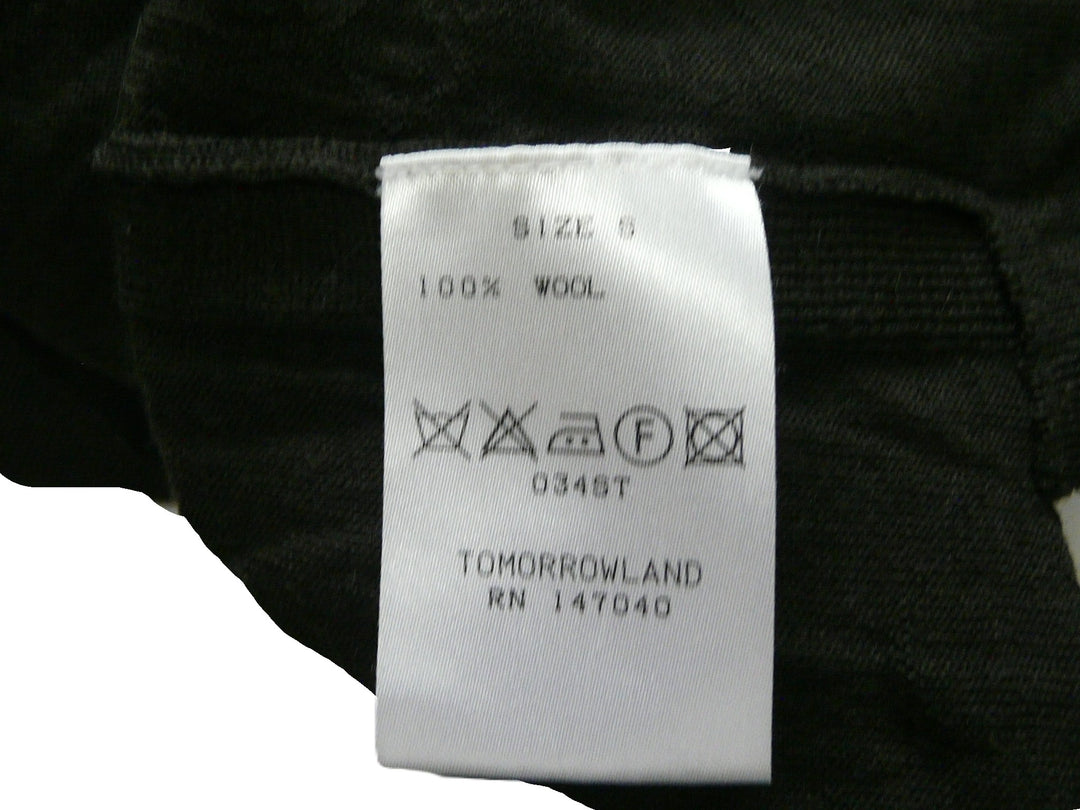 SIZE S
100% WOOL
F
034ST
TOMORROWLAND
RN 147040